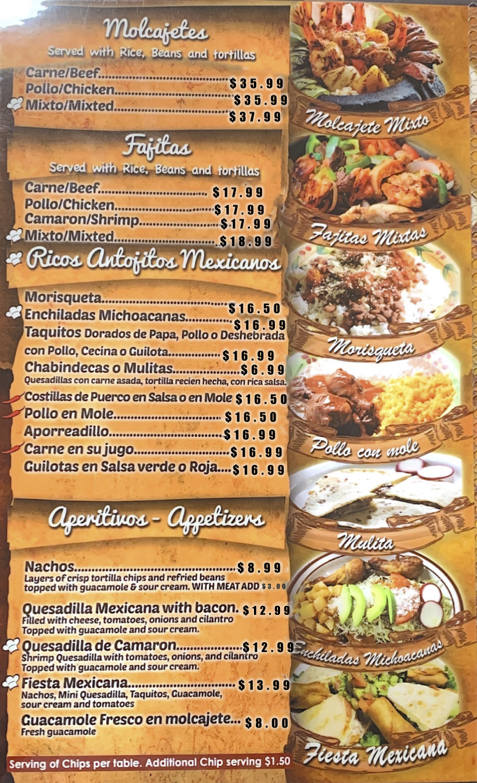 Molcajetes
Served with Rice, Beans and tortillas
Carne/Beef.................$35.99
Pollo/Chicken.................$35.99
Mixto/Mixted.................$37.99
Fajitas
Served with Rice, Beans and tortillas
Carne/Beef.................$17.99
Pollo/Chicken.................$17.99
Camaron/Shrimp.................$17.99
Mixto/Mixted.................$18.99
Ricos Antojitos Mexicanos
Morisqueta.................$16.50
Enchiladas Michoacanas.................$16.99
Taquitos Dorados de Papa, Pollo o Deshebrada
con Pollo, Cecina o Guilota.................$16.99
Chabindecas o Mulitas.................$6.99
Quesadillas con carne asada, tortilla recien hecha, con rica salsa.
Costillas de Puerco en Salsa o en Mole $16.50
Pollo en Mole.................$16.50
Aporreadillo.................$16.99
Carne en su jugo.................$16.99
Guilotas en Salsa verde o Roja....$16.99
Aperitivos - Appetizers
Nachos.................$8.99
Layers of crisp tortilla chips and refried beans
topped with guacamole & sour cream. WITH MEAT ADD
Quesadilla Mexicana with bacon. $12.99
Filled with cheese, tomatoes, onions and cilantro
Topped with guacamole and sour cream.
Quesadilla de Camaron.................$12.99
Shrimp Quesadilla with tomatoes, onions, and cilantro
Topped with guacamole and sour cream.
Fiesta Mexicana.................$13.99
Nachos, Mini Quesadilla, Taquitos, Guacamole,
sour cream and tomatoes
Guacamole Fresco en molcajete... $8.00
Fresh guacamole
Serving of Chips per table. Additional Chip serving $1.50
Molcajete Mixto
Fajitas Mixtas
Morisqueta
Pollo con mole
Mulita
Enchiladas Michoacanas
Fiesta Mexicana